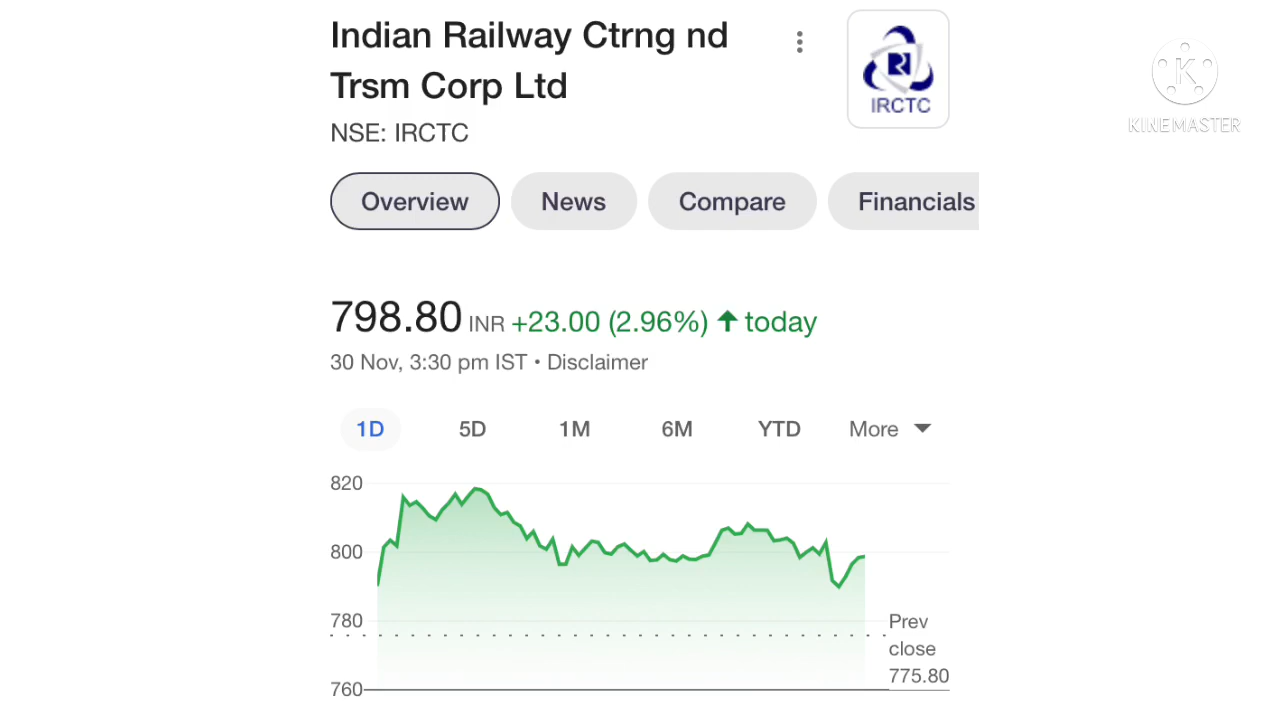 Indian Railway Ctrng nd
Trsm Corp Ltd
NSE: IRCTC
IRCTC
KINEMASTER
Overview News Compare Financials
798.80 INR +23.00 (2.96%) ↑ today
30 Nov, 3:30 pm IST • Disclaimer
1D 5D 1M 6M YTD More
820
800
780
760
Prev
close
775.80